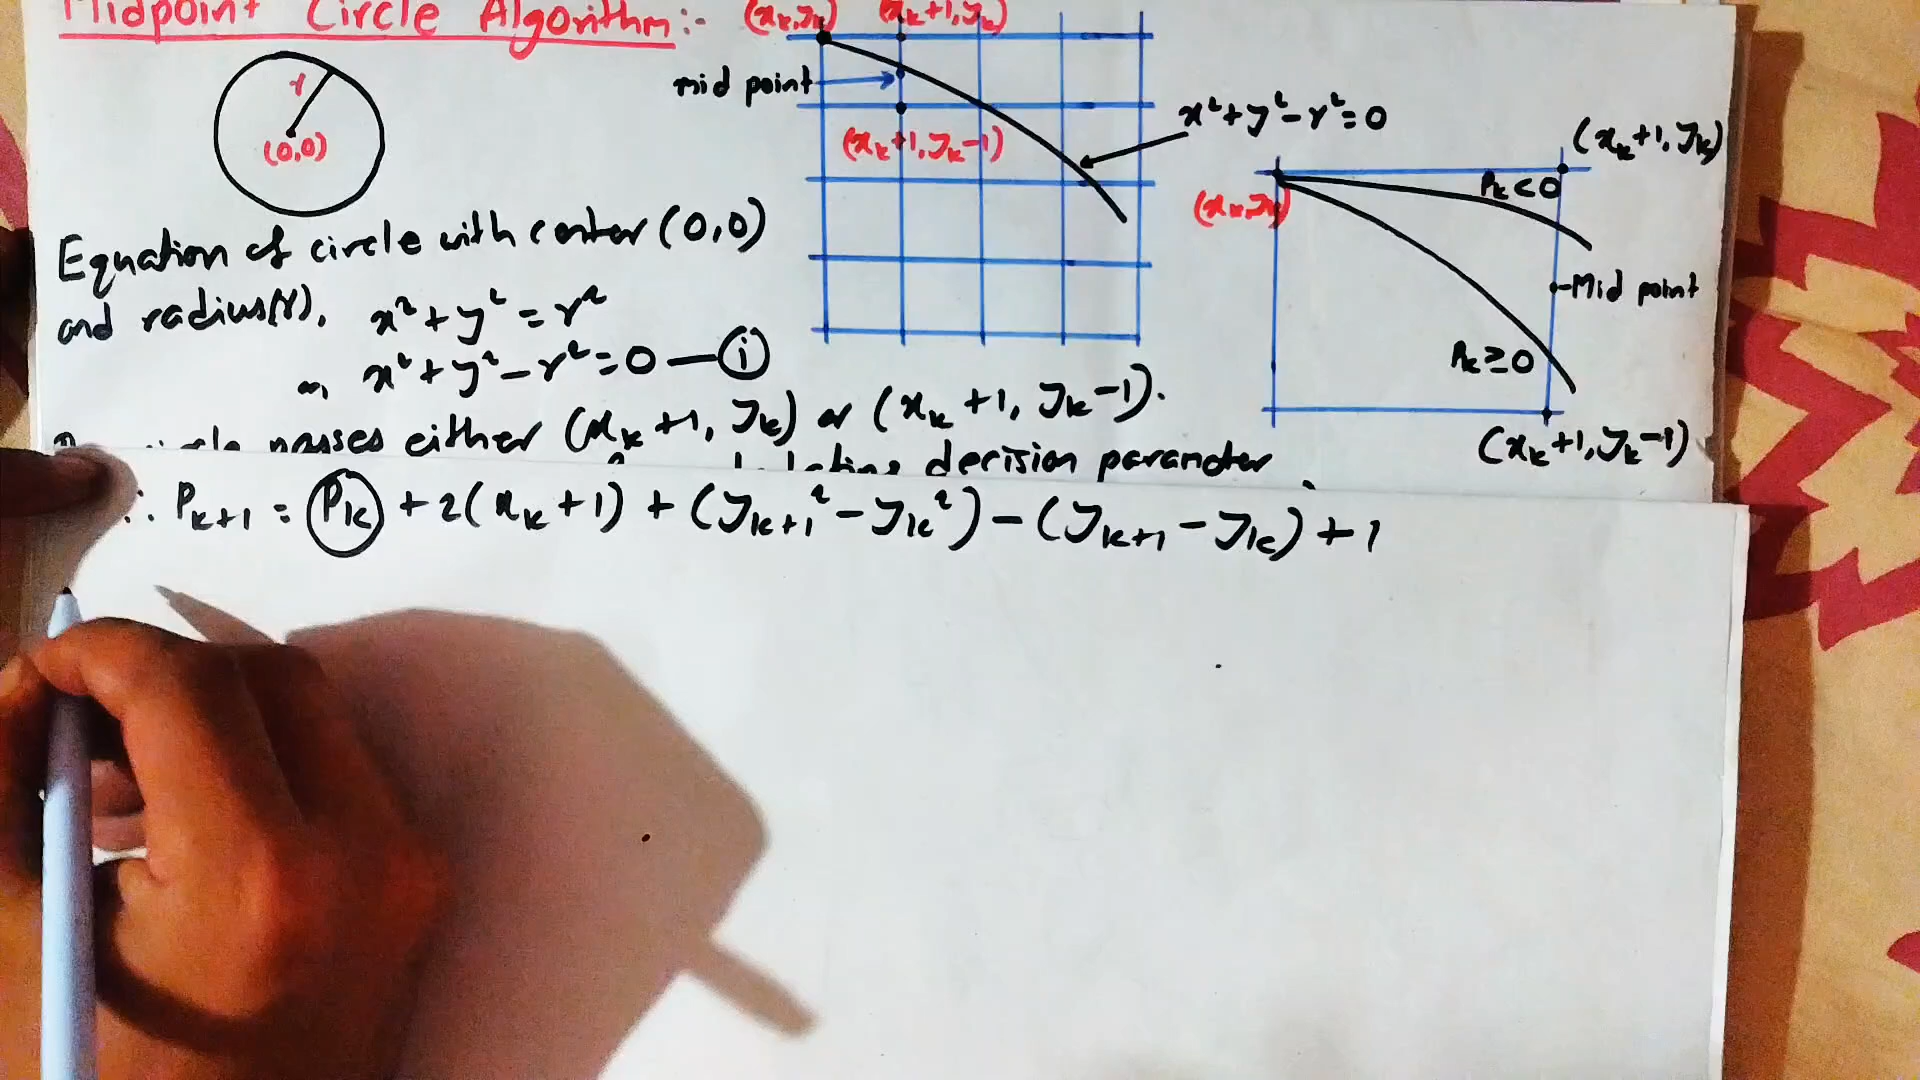 Midpoint Circle Algorithm:-
(xₖ,yₖ) (xₖ+1,yₖ)
mid point
(xₖ+1,yₖ-1)
x²+y²-r²=0
r
(0,0)
(xₖ+1,yₖ)
Pₖ<0
(xₖ,yₖ)
Mid point
Pₖ≥0
(xₖ+1,yₖ-1)
Equation of circle with center (0,0)
and radius(r), x²+y²=r²
or, x²+y²-r²=0 — (i)
passes either (xₖ+1, yₖ) or (xₖ+1, yₖ-1).
decision parameter
∴ Pₖ₊₁ = Pₖ + 2(xₖ+1) + (yₖ₊₁² - yₖ²) - (yₖ₊₁ - yₖ) + 1